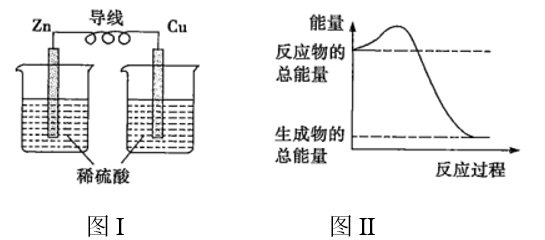 Zn 导线 Cu
稀硫酸
图 I
能量
反应物的
总能量
生成物的
总能量
反应过程
图 II